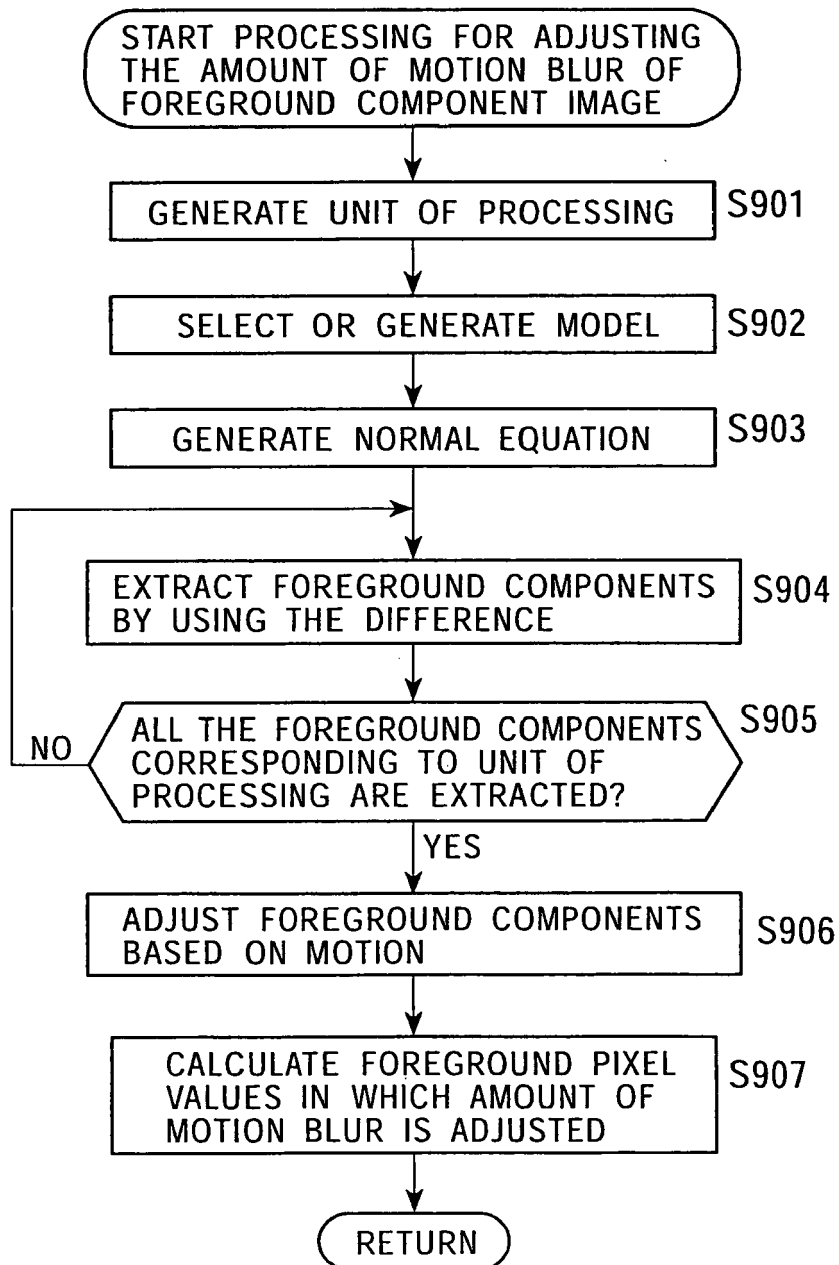 START PROCESSING FOR ADJUSTING
THE AMOUNT OF MOTION BLUR OF
FOREGROUND COMPONENT IMAGE
GENERATE UNIT OF PROCESSING
S901
SELECT OR GENERATE MODEL
S902
GENERATE NORMAL EQUATION
S903
EXTRACT FOREGROUND COMPONENTS
BY USING THE DIFFERENCE
S904
ALL THE FOREGROUND COMPONENTS
CORRESPONDING TO UNIT OF
PROCESSING ARE EXTRACTED?
S905
NO
YES
ADJUST FOREGROUND COMPONENTS
BASED ON MOTION
S906
CALCULATE FOREGROUND PIXEL
VALUES IN WHICH AMOUNT OF
MOTION BLUR IS ADJUSTED
S907
RETURN